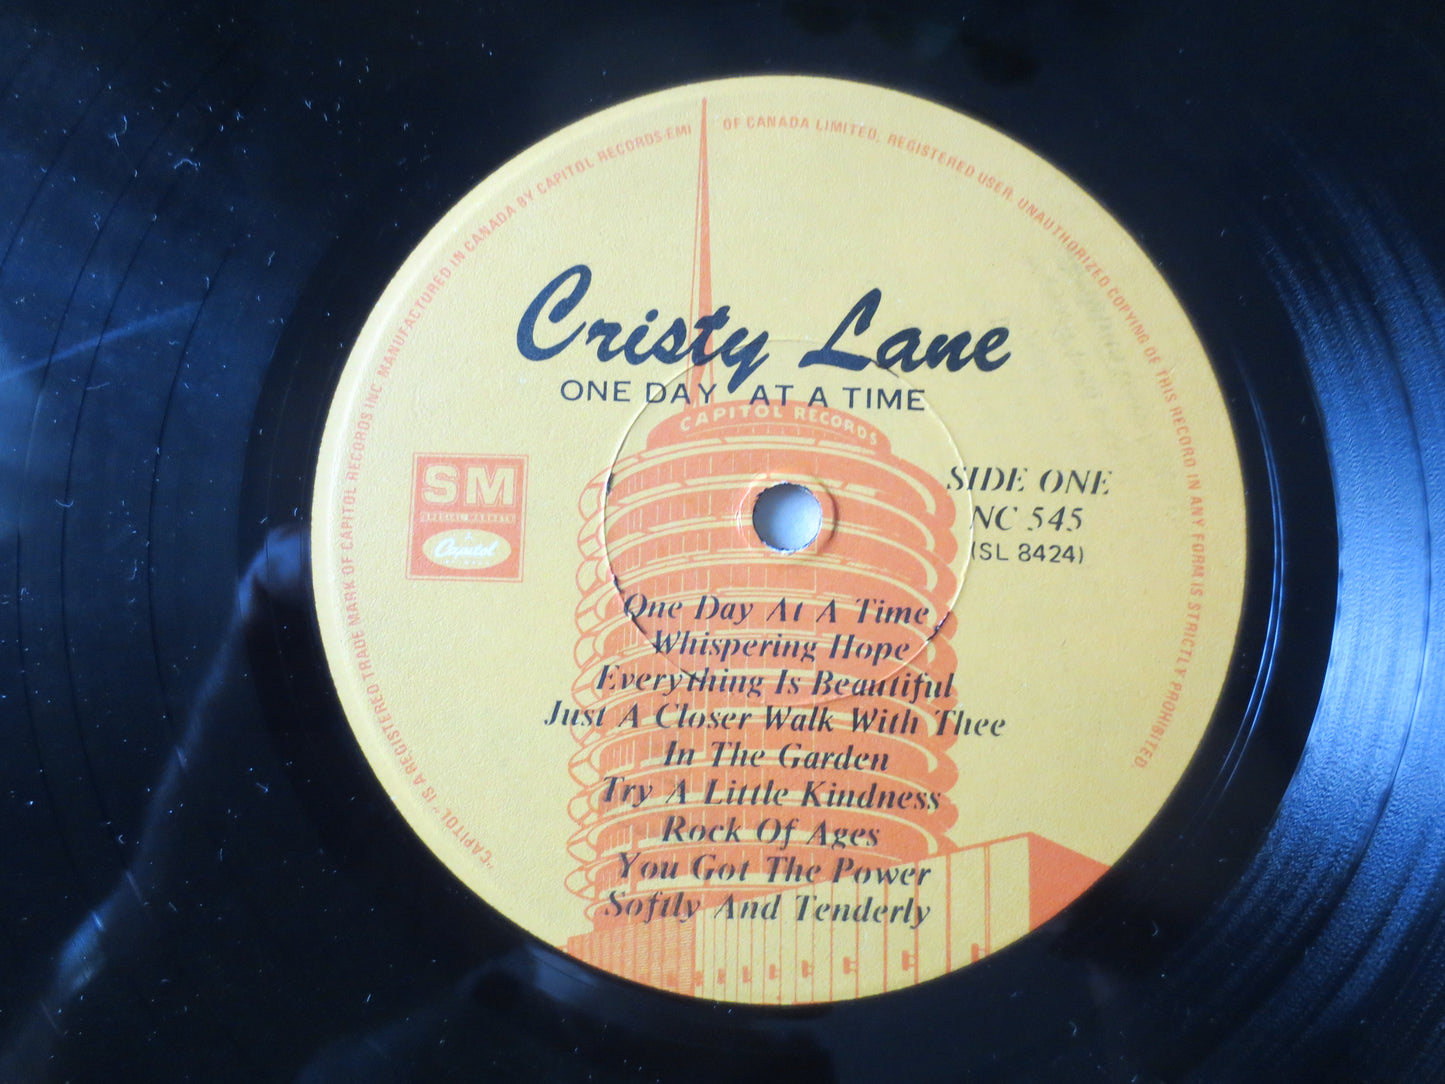 "CAPITOL" IS A REGISTERED TRADE MARK OF CAPITOL RECORDS INC MANUFACTURED IN CANADA BY CAPITOL RECORDS-EMI OF CANADA LIMITED, REGISTERED USER. UNAUTHORIZED COPYING OF THIS RECORD IN ANY FORM IS STRICTLY PROHIBITED.
Cristy Lane
ONE DAY AT A TIME
CAPITOL RECORDS
SM
SPECIAL MARKETS
Capitol
SIDE ONE
NC 545
(SL 8424)
One Day At A Time
Whispering Hope
Everything Is Beautiful
Just A Closer Walk With Thee
In The Garden
Try A Little Kindness
Rock Of Ages
You Got The Power
Softly And Tenderly